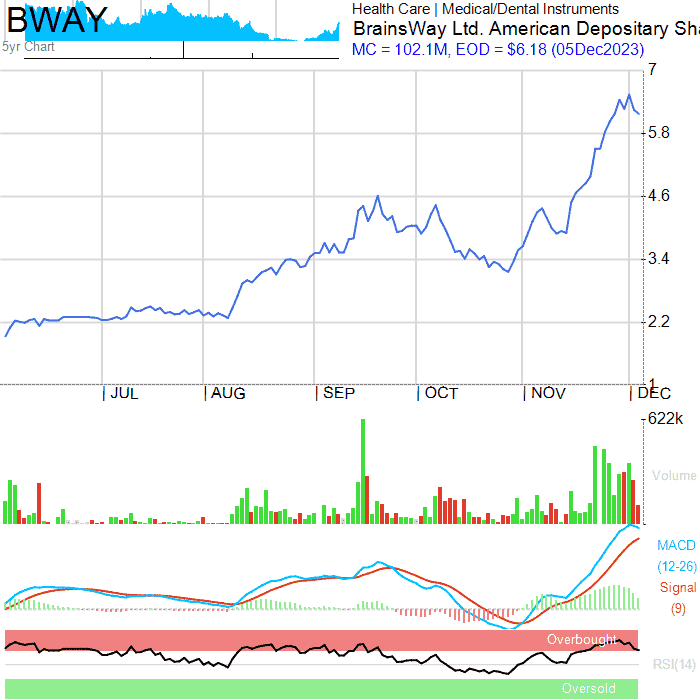 BWAY
5yr Chart
Health Care | Medical/Dental Instruments
BrainsWay Ltd. American Depositary Sha
MC = 102.1M, EOD = $6.18 (05Dec2023)
7
5.8
4.6
3.4
2.2
1
JUL AUG SEP OCT NOV DEC
622k
Volume
MACD
(12-26)
Signal
(9)
Overbought
RSI(14)
Oversold